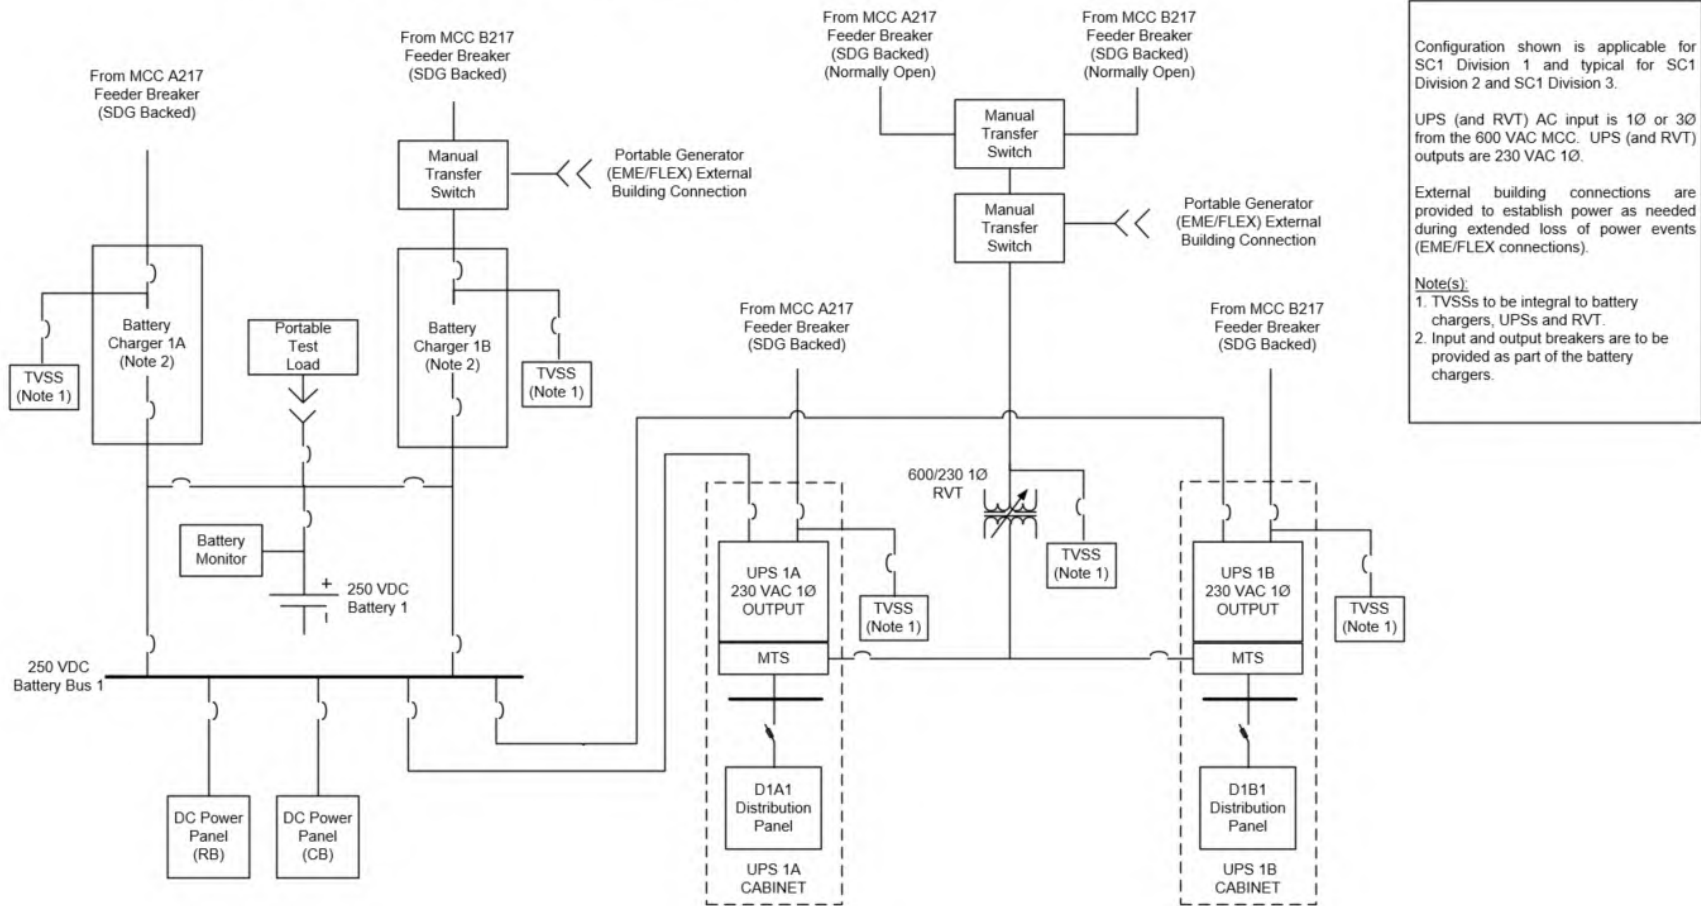 From MCC A217
Feeder Breaker
(SDG Backed)
From MCC B217
Feeder Breaker
(SDG Backed)
From MCC A217
Feeder Breaker
(SDG Backed)
(Normally Open)
From MCC B217
Feeder Breaker
(SDG Backed)
(Normally Open)
Manual
Transfer
Switch
Portable Generator
(EME/FLEX) External
Building Connection
Manual
Transfer
Switch
Manual
Transfer
Switch
Portable Generator
(EME/FLEX) External
Building Connection
Battery
Charger 1A
(Note 2)
TVSS
(Note 1)
Portable
Test
Load
Battery
Charger 1B
(Note 2)
TVSS
(Note 1)
From MCC A217
Feeder Breaker
(SDG Backed)
From MCC B217
Feeder Breaker
(SDG Backed)
600/230 1Ø
RVT
Battery
Monitor
+
250 VDC
Battery 1
UPS 1A
230 VAC 1Ø
OUTPUT
MTS
TVSS
(Note 1)
TVSS
(Note 1)
UPS 1B
230 VAC 1Ø
OUTPUT
MTS
TVSS
(Note 1)
250 VDC
Battery Bus 1
DC Power
Panel
(RB)
DC Power
Panel
(CB)
D1A1
Distribution
Panel
UPS 1A
CABINET
D1B1
Distribution
Panel
UPS 1B
CABINET
Configuration shown is applicable for
SC1 Division 1 and typical for SC1
Division 2 and SC1 Division 3.
UPS (and RVT) AC input is 1Ø or 3Ø
from the 600 VAC MCC. UPS (and RVT)
outputs are 230 VAC 1Ø.
External building connections are
provided to establish power as needed
during extended loss of power events
(EME/FLEX connections).
Note(s):
1. TVSSs to be integral to battery
chargers, UPSs and RVT.
2. Input and output breakers are to be
provided as part of the battery
chargers.